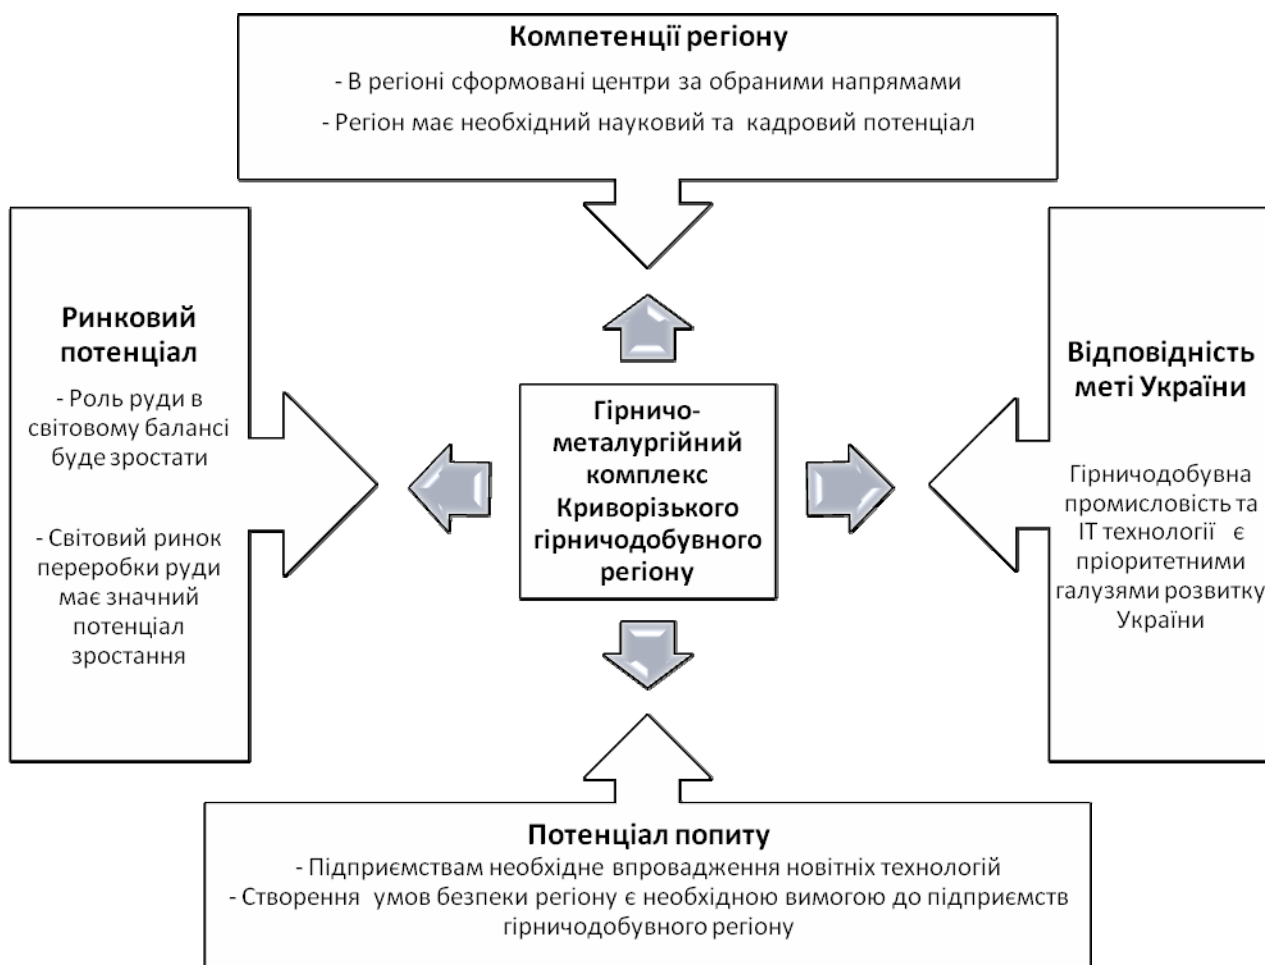 Компетенції регіону
- В регіоні сформовані центри за обраними напрямами
- Регіон має необхідний науковий та кадровий потенціал
Ринковий
потенціал
- Роль руди в
світовому балансі
буде зростати
- Світовий ринок
переробки руди
має значний
потенціал
зростання
Гірничо-
металургійний
комплекс
Криворізького
гірничодобувного
регіону
Відповідність
меті України
Гірничодобувна
промисловість та
ІТ технології є
пріоритетними
галузями розвитку
України
Потенціал попиту
- Підприємствам необхідне впровадження новітніх технологій
- Створення умов безпеки регіону є необхідною вимогою до підприємств
гірничодобувного регіону